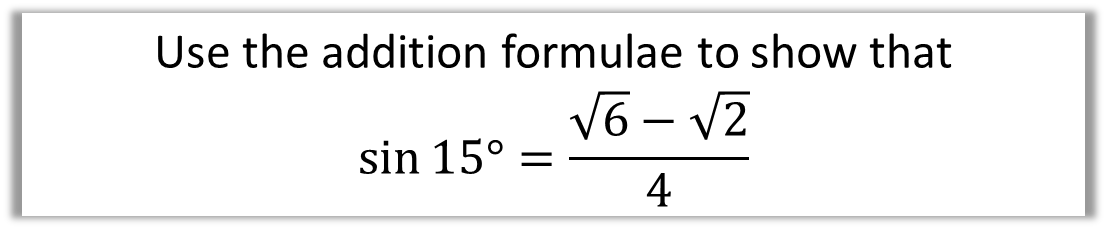 Use the addition formulae to show that
sin 15° = (√6 − √2)/4